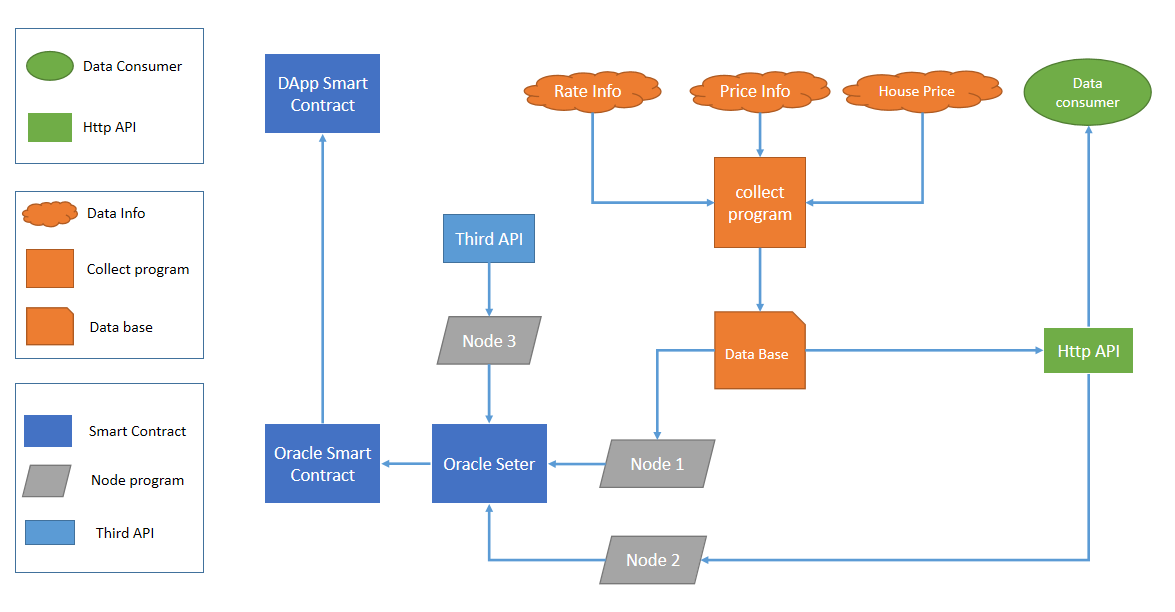 Data Consumer
Http API
Data Info
Collect program
Data base
Smart Contract
Node program
Third API
DApp Smart
Contract
Rate Info
Price Info
House Price
Data
consumer
collect
program
Third API
Node 3
Data Base
Http API
Oracle Smart
Contract
Oracle Seter
Node 1
Node 2